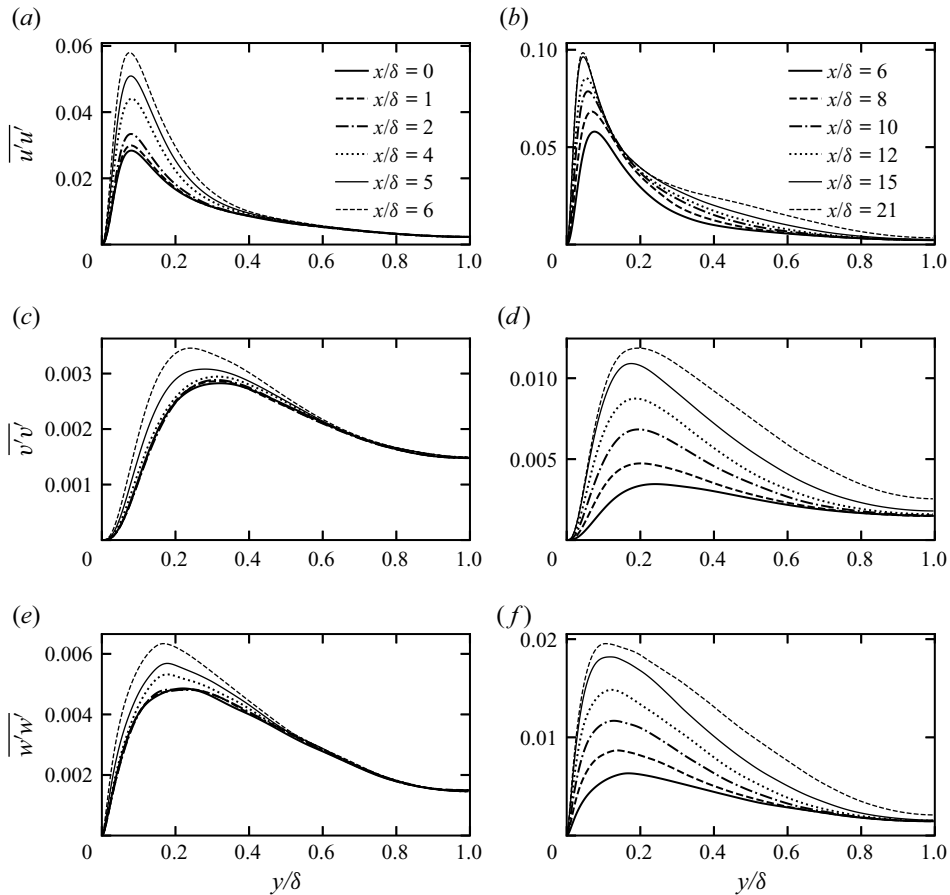 (a)
0.06
0.04
0.02
u′u′
x/δ = 0
x/δ = 1
x/δ = 2
x/δ = 4
x/δ = 5
x/δ = 6
0 0.2 0.4 0.6 0.8 1.0
(b)
0.10
0.05
x/δ = 6
x/δ = 8
x/δ = 10
x/δ = 12
x/δ = 15
x/δ = 21
0 0.2 0.4 0.6 0.8 1.0
(c)
0.003
0.002
0.001
v′v′
0 0.2 0.4 0.6 0.8 1.0
(d)
0.010
0.005
0 0.2 0.4 0.6 0.8 1.0
(e)
0.006
0.004
0.002
w′w′
0 0.2 0.4 0.6 0.8 1.0
y/δ
(f)
0.02
0.01
0 0.2 0.4 0.6 0.8 1.0
y/δ